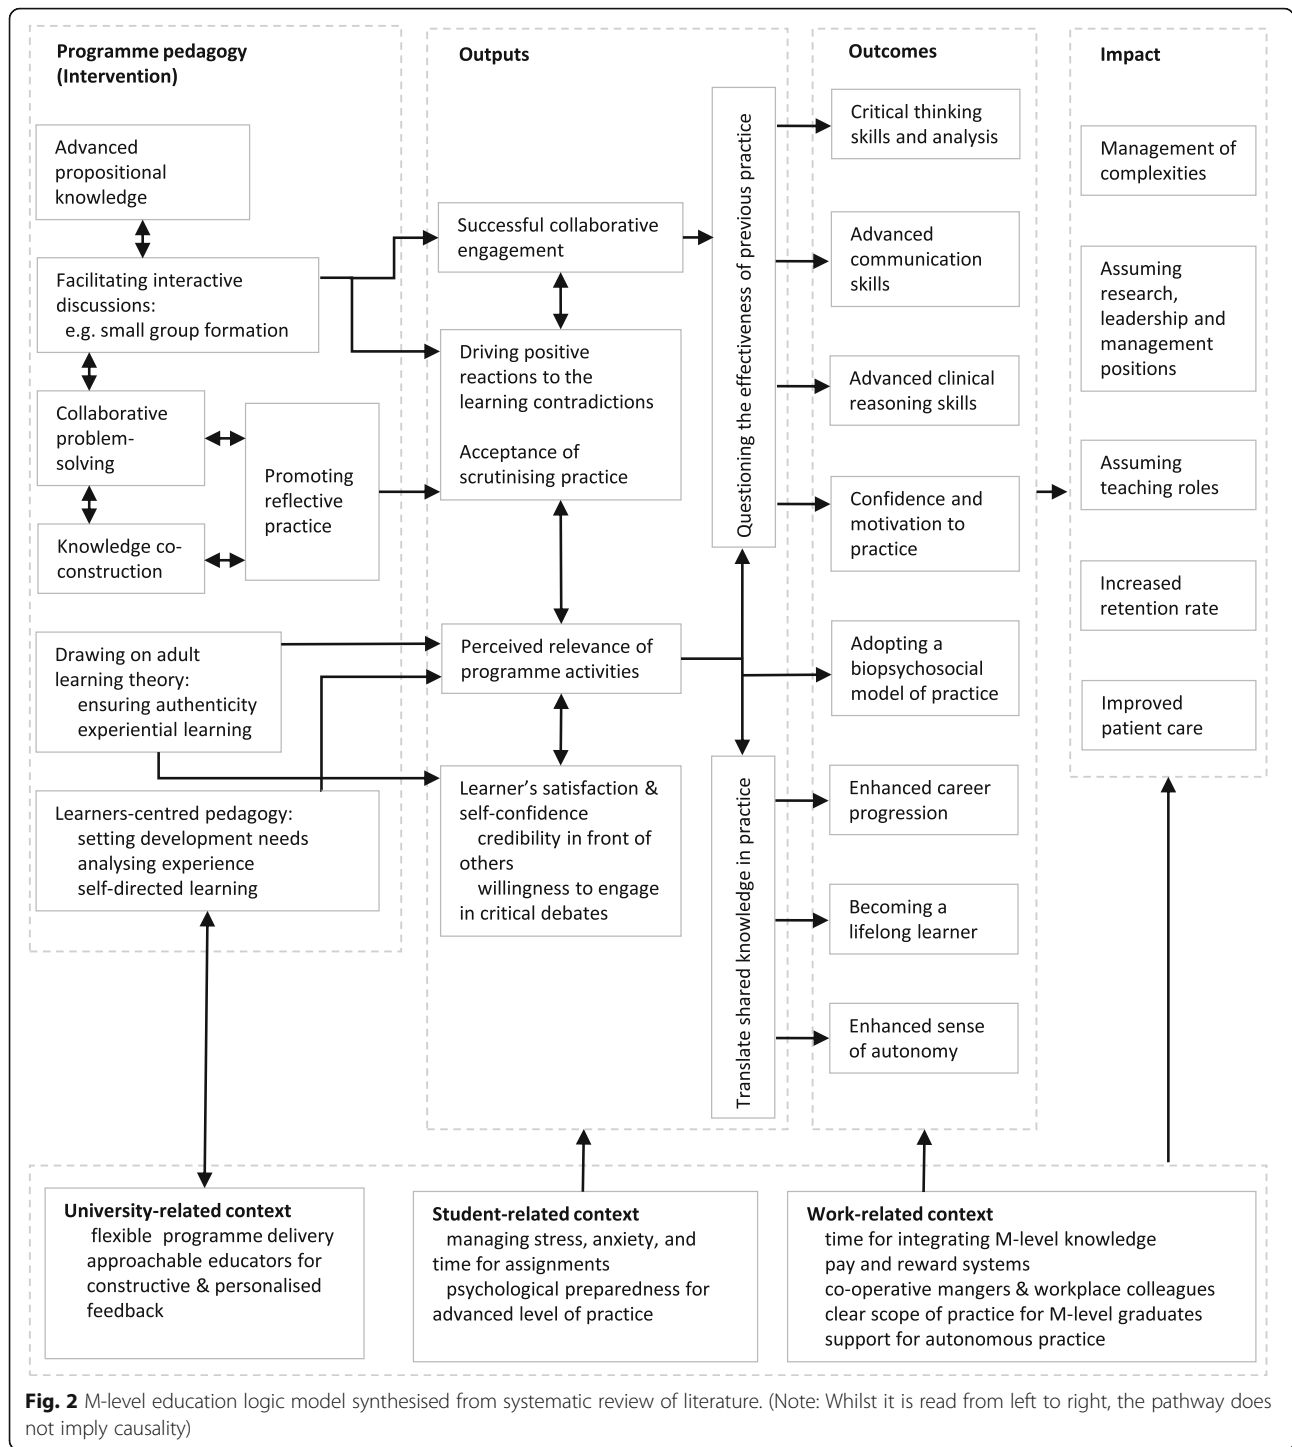 Programme pedagogy
(Intervention)
Advanced
propositional
knowledge
Facilitating interactive
discussions:
e.g. small group formation
Collaborative
problem-
solving
Knowledge co-
construction
Promoting
reflective
practice
Drawing on adult
learning theory:
ensuring authenticity
experiential learning
Learners-centred pedagogy:
setting development needs
analysing experience
self-directed learning
Outputs
Successful collaborative
engagement
Driving positive
reactions to the
learning contradictions
Acceptance of
scrutinising practice
Perceived relevance of
programme activities
Learner’s satisfaction &
self-confidence
credibility in front of
others
willingness to engage
in critical debates
Questioning the effectiveness of previous practice
Translate shared knowledge in practice
Outcomes
Critical thinking
skills and analysis
Advanced
communication
skills
Advanced clinical
reasoning skills
Confidence and
motivation to
practice
Adopting a
biopsychosocial
model of practice
Enhanced career
progression
Becoming a
lifelong learner
Enhanced sense
of autonomy
Impact
Management of
complexities
Assuming
research,
leadership and
management
positions
Assuming
teaching roles
Increased
retention rate
Improved
patient care
University-related context
flexible programme delivery
approachable educators for
constructive & personalised
feedback
Student-related context
managing stress, anxiety, and
time for assignments
psychological preparedness for
advanced level of practice
Work-related context
time for integrating M-level knowledge
pay and reward systems
co-operative mangers & workplace colleagues
clear scope of practice for M-level graduates
support for autonomous practice
Fig. 2 M-level education logic model synthesised from systematic review of literature. (Note: Whilst it is read from left to right, the pathway does
not imply causality)